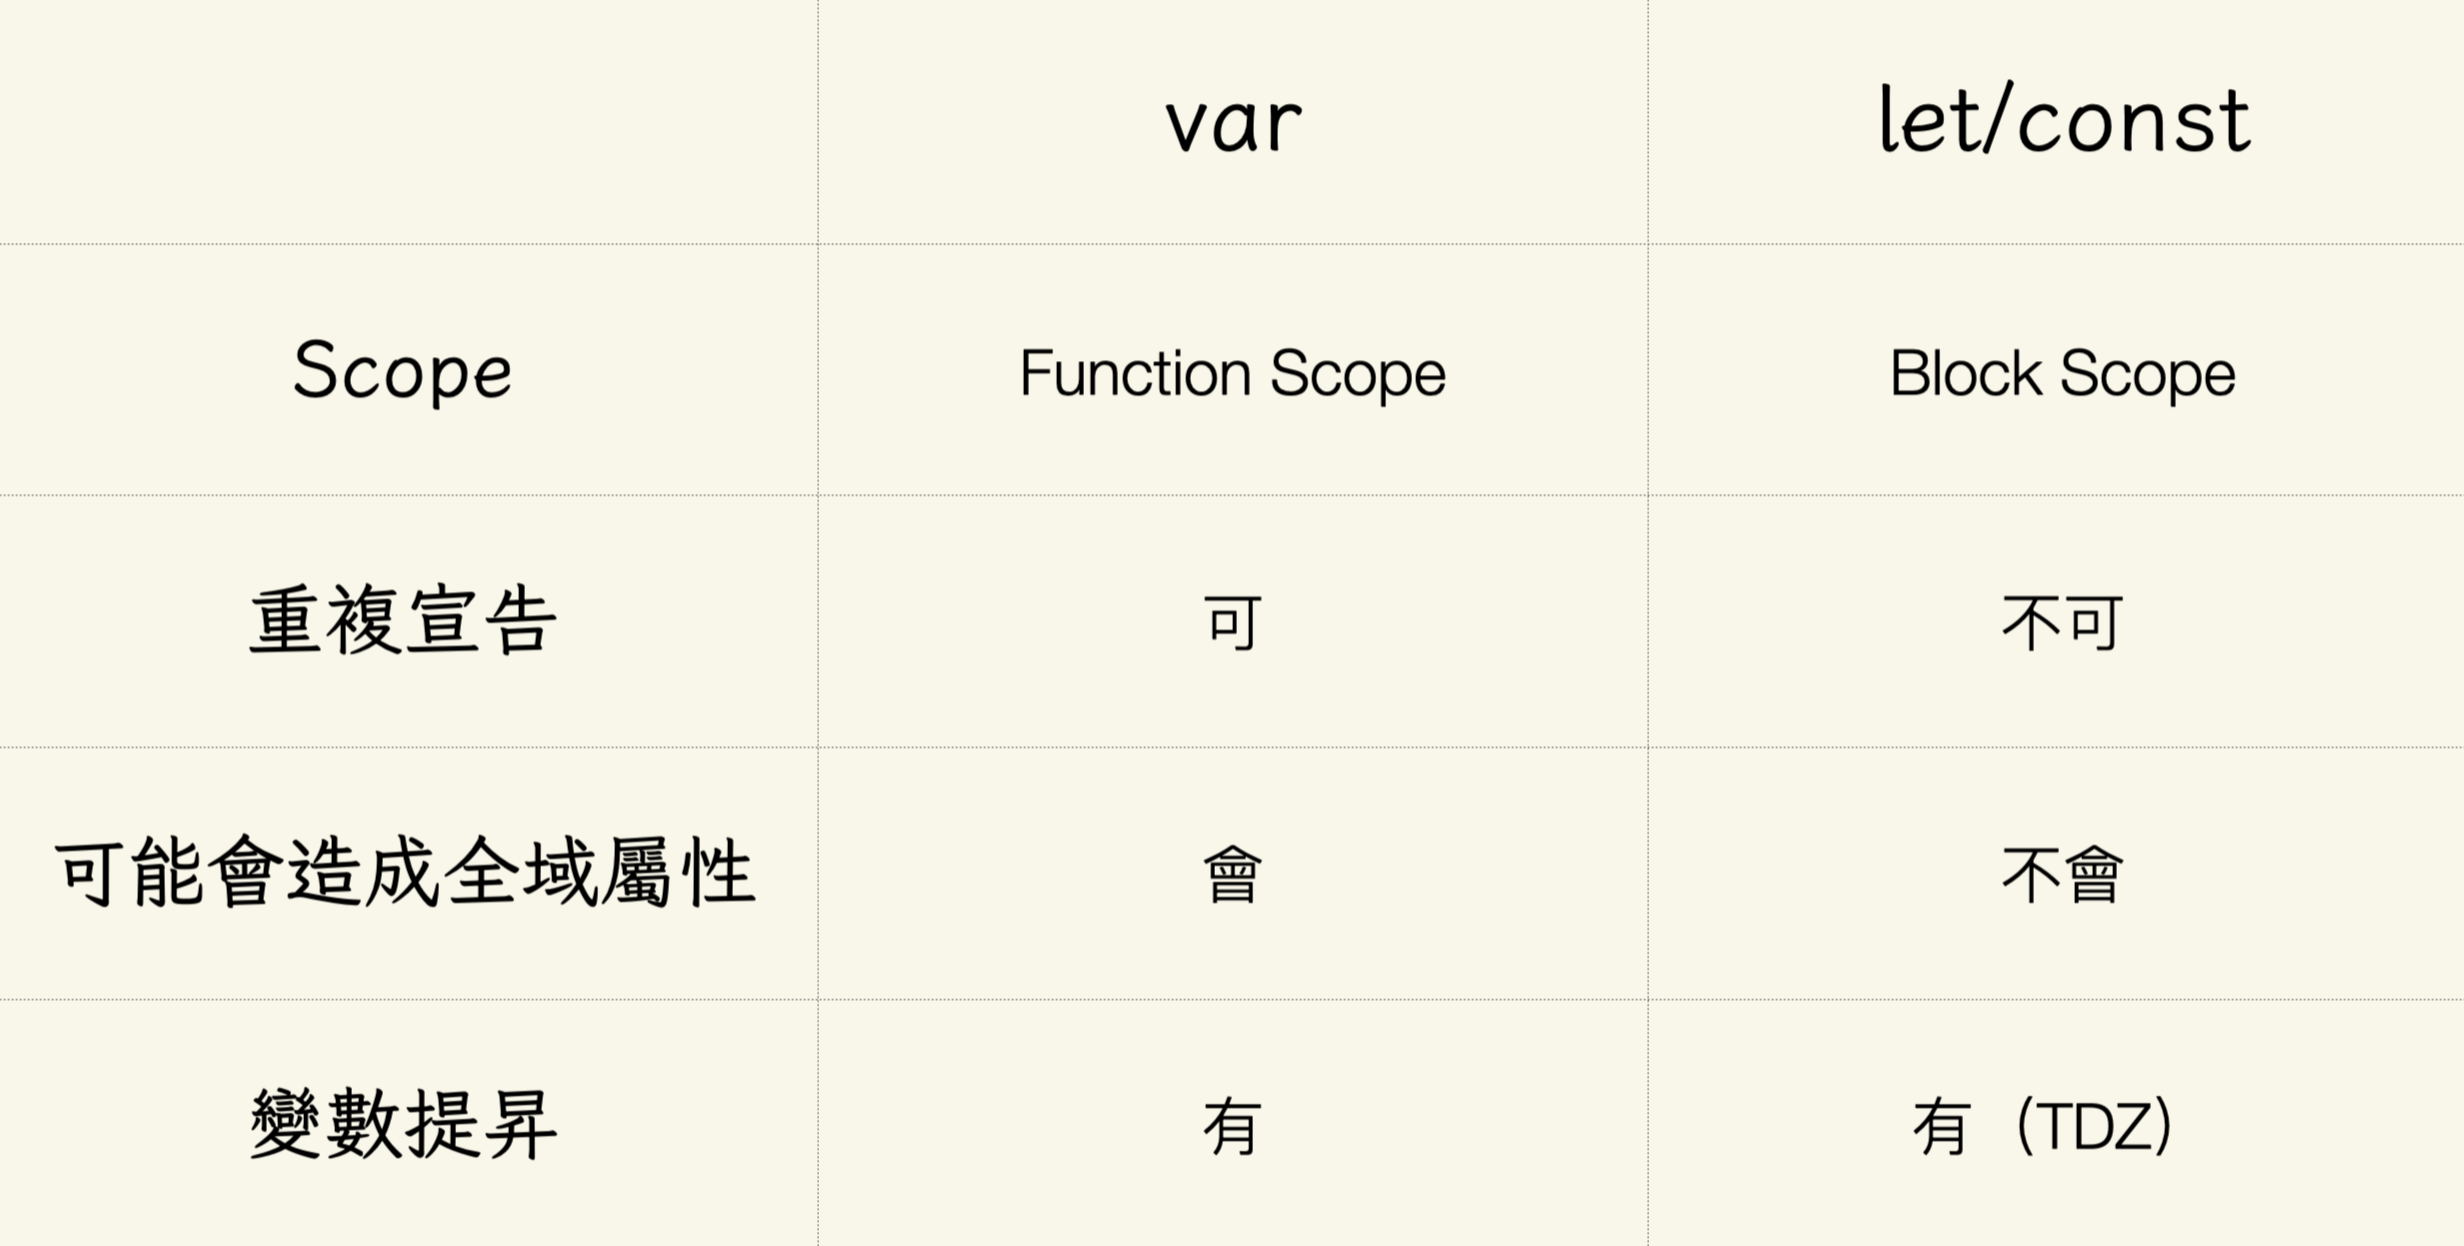 var
let/const
Scope
Function Scope
Block Scope
重複宣告
可
不可
可能會造成全域屬性
會
不會
變數提昇
有
有（TDZ）